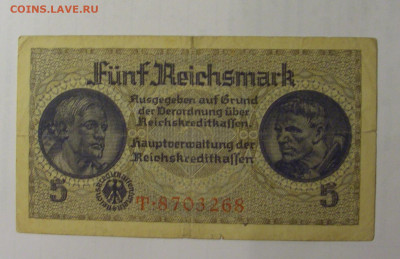 COINS.LAVE.RU
Fünf Reichsmark
Ausgegeben auf Grund
der Verordnung über
Reichskreditkassen.
Hauptverwaltung der
Reichskreditkassen
5 5
T·8703268